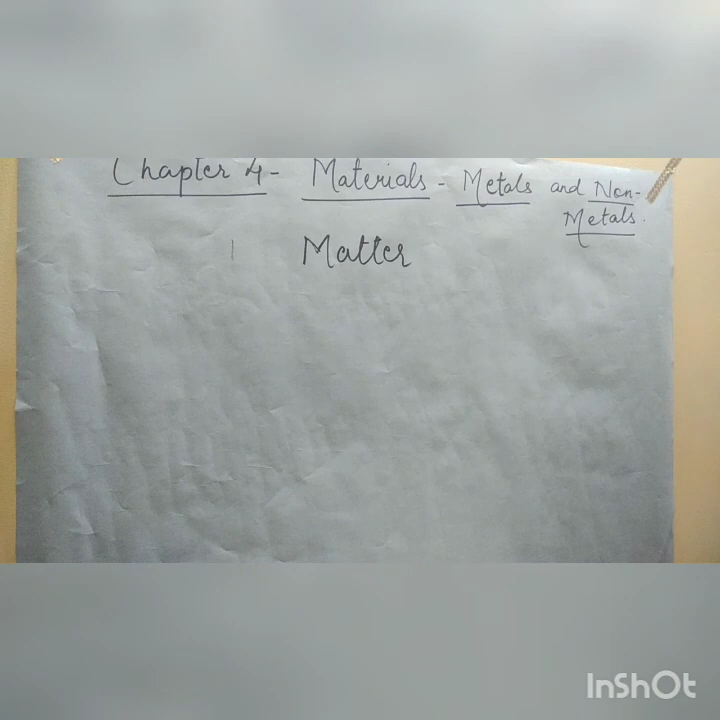 Chapter 4- Materials - Metals and Non-
Metals.
Matter
InShOt